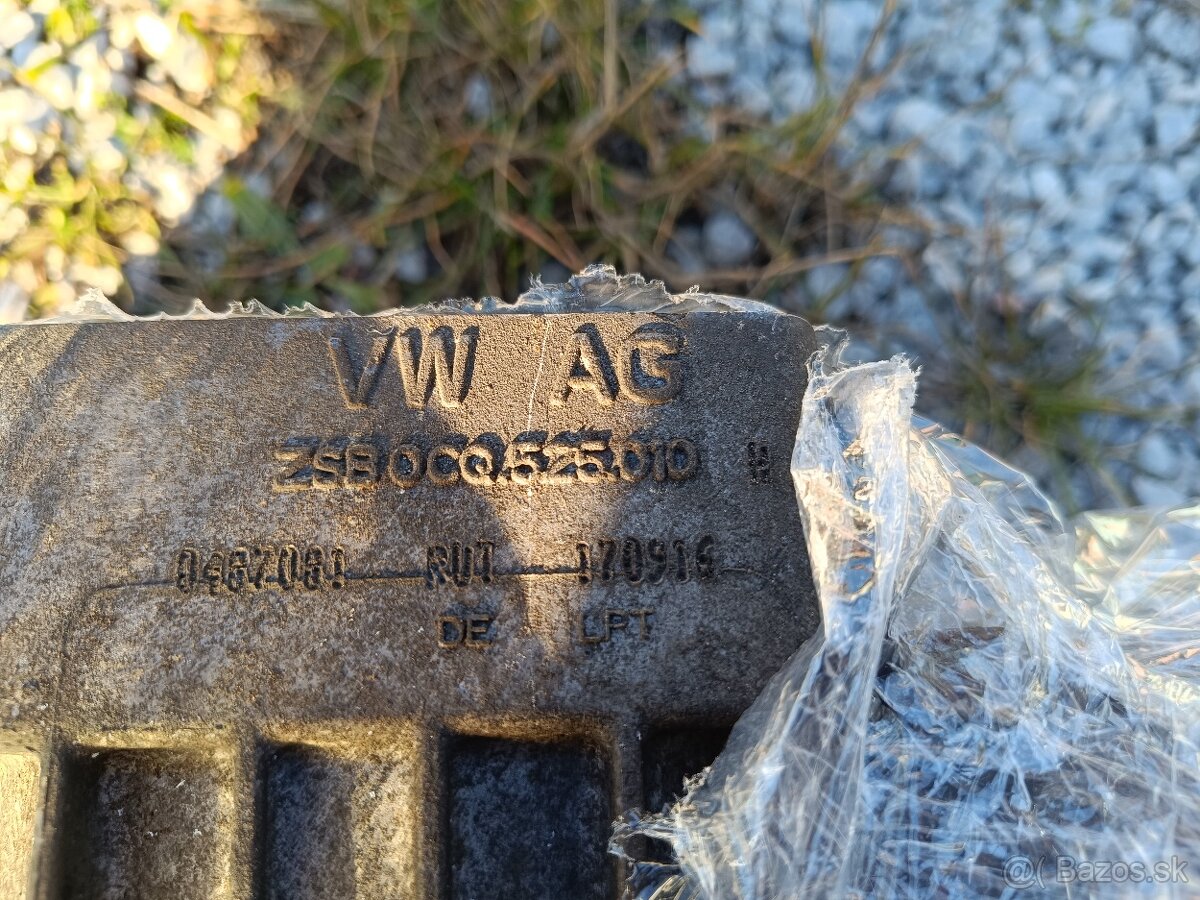 VW AG
ZSB.0CQ.525.010 H
0467081 RUT 170916
DE LPT
@( Bazos.sk